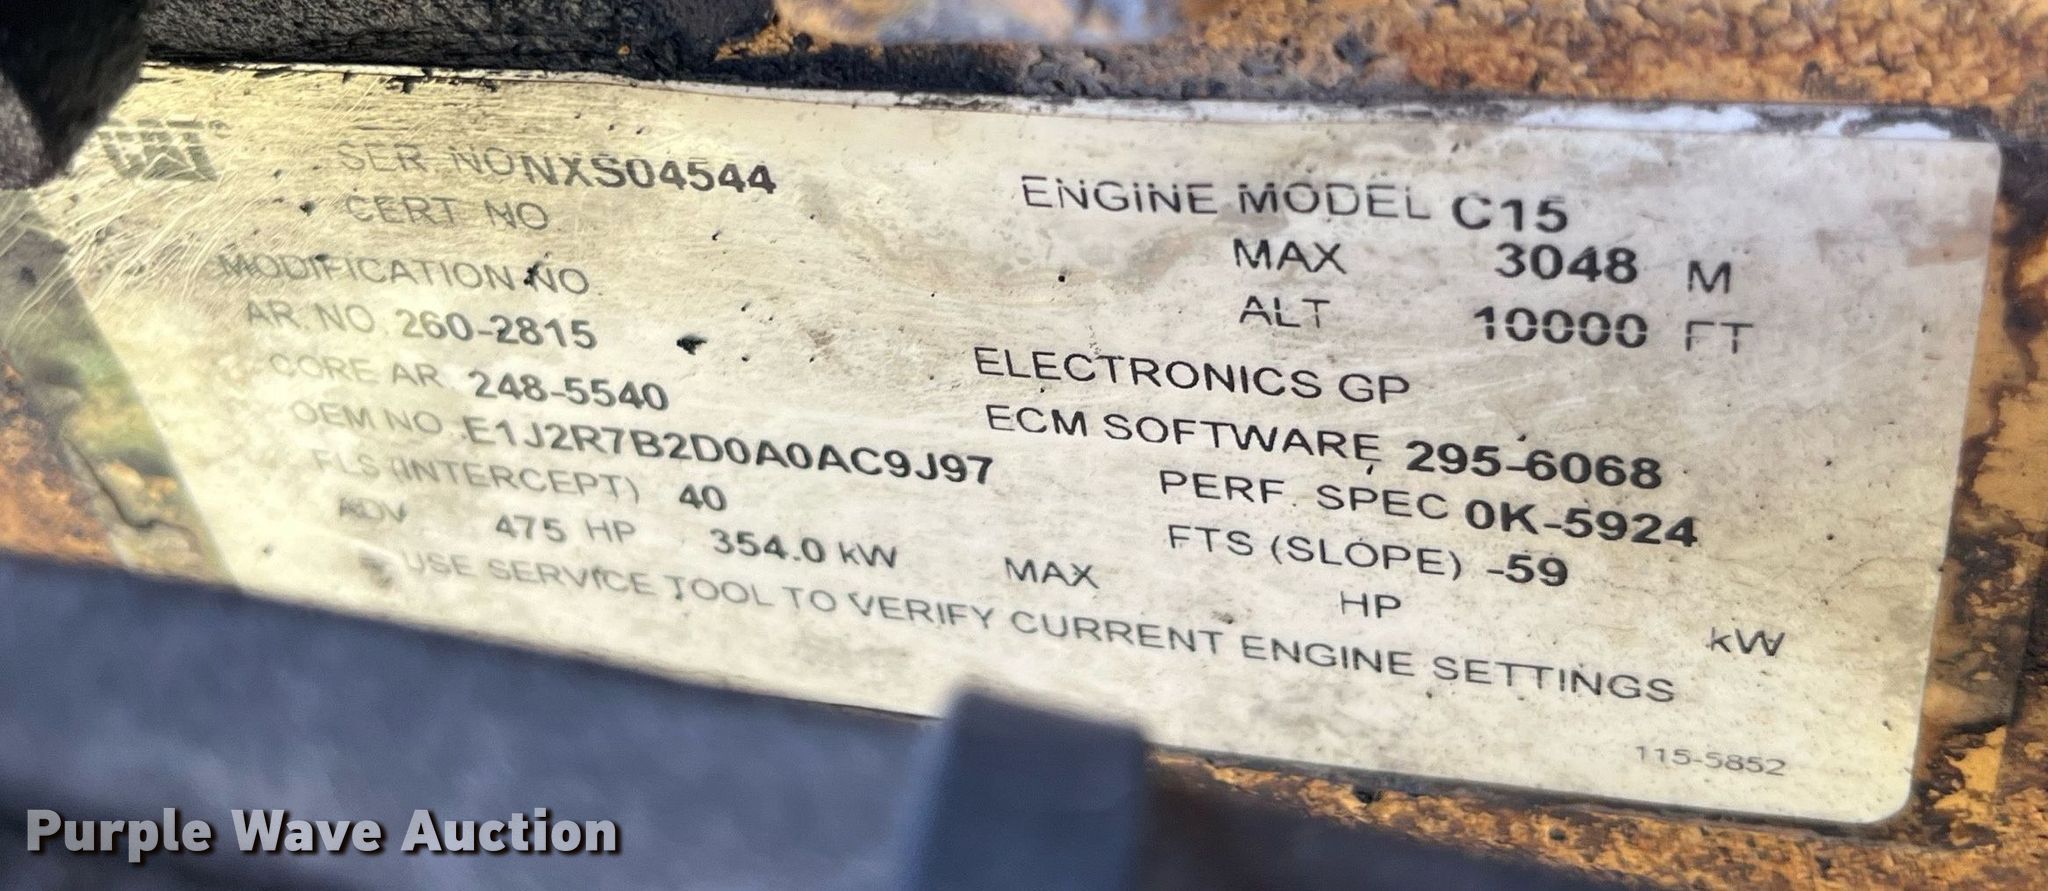 CAT®
SER. NO NXS04544
CERT NO
MODIFICATION NO
AR. NO. 260-2815
CORE AR. 248-5540
OEM NO. E1J2R7B2D0A0AC9J97
FLS (INTERCEPT) 40
ADV 475 HP 354.0 kW
MAX HP kW
USE SERVICE TOOL TO VERIFY CURRENT ENGINE SETTINGS
ENGINE MODEL C15
MAX 3048 M
ALT 10000 FT
ELECTRONICS GP
ECM SOFTWARE 295-6068
PERF. SPEC 0K-5924
FTS (SLOPE) -59
115-5852
Purple Wave Auction